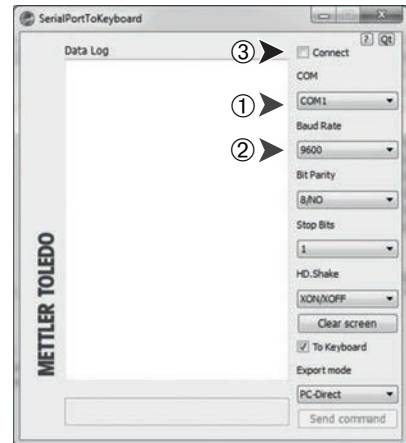 SerialPortToKeyboard
Data Log
③
Connect
? Qt
COM
①
COM1
Baud Rate
②
9600
Bit Parity
8/NO
Stop Bits
1
HD.Shake
XON/XOFF
Clear screen
To Keyboard
Export mode
PC-Direct
Send command
METTLER TOLEDO